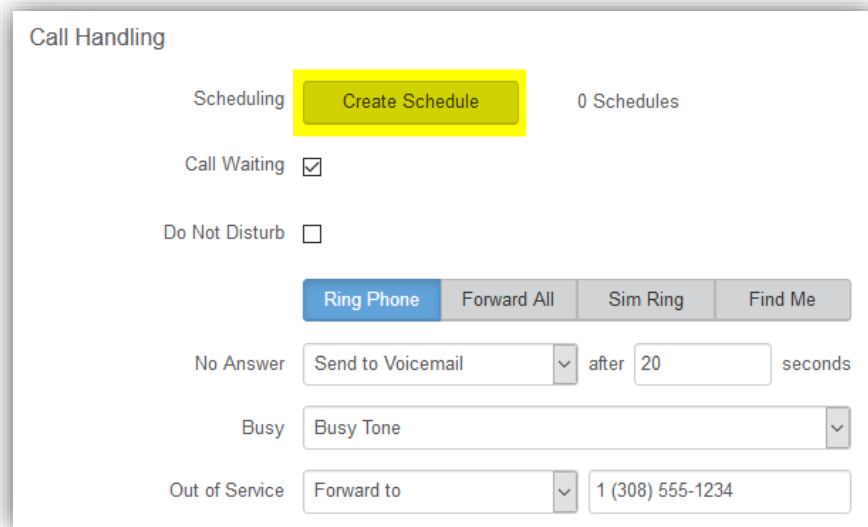 Call Handling
Scheduling Create Schedule 0 Schedules
Call Waiting
Do Not Disturb
Ring Phone Forward All Sim Ring Find Me
No Answer Send to Voicemail after 20 seconds
Busy Busy Tone
Out of Service Forward to 1 (308) 555-1234